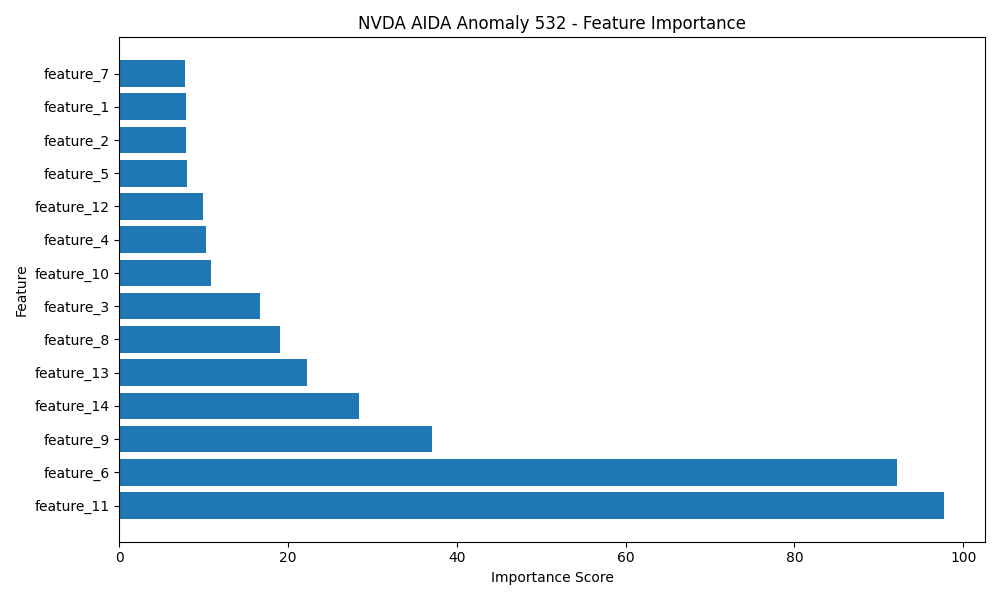 NVDA AIDA Anomaly 532 - Feature Importance
Feature
feature_7
feature_1
feature_2
feature_5
feature_12
feature_4
feature_10
feature_3
feature_8
feature_13
feature_14
feature_9
feature_6
feature_11
0 20 40 60 80 100
Importance Score